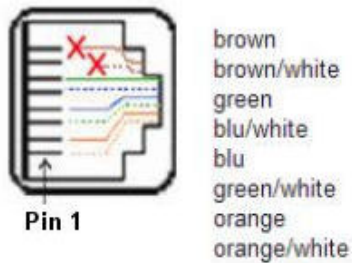 brown
brown/white
green
blu/white
blu
green/white
orange
orange/white
Pin 1